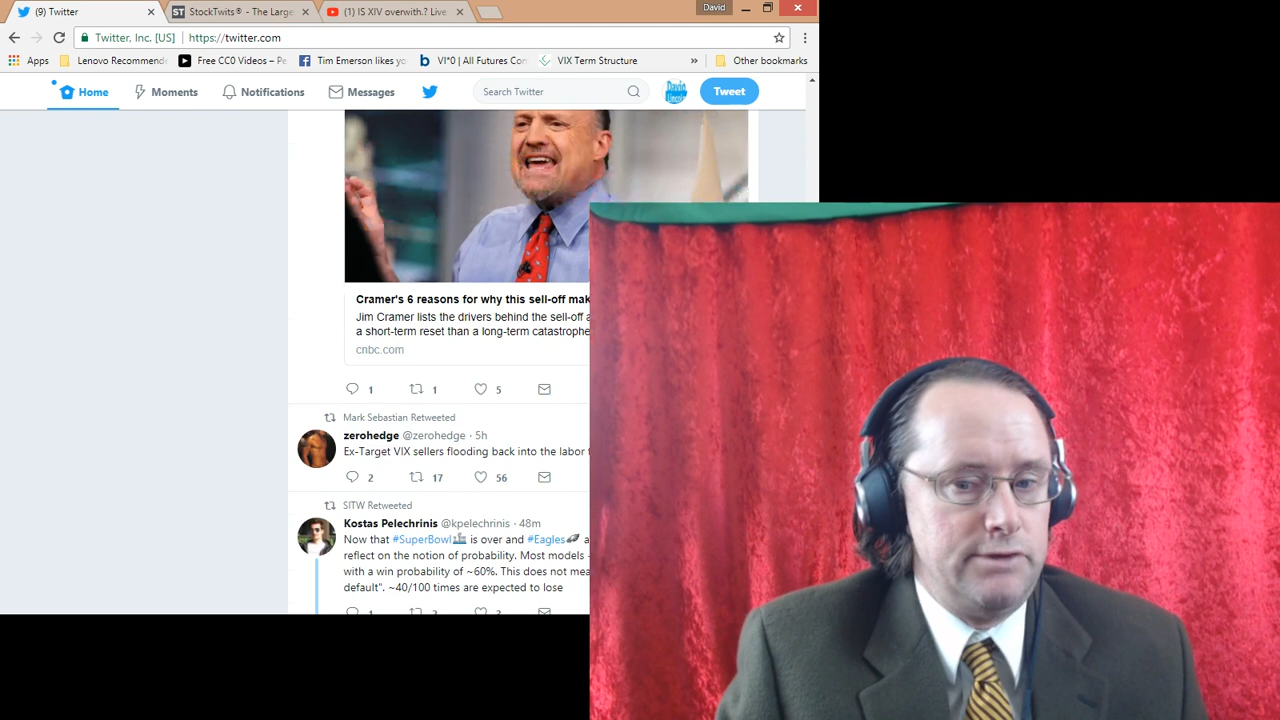 David
(9) Twitter
StockTwits® - The Large
(1) IS XIV overwith.? Live
Twitter, Inc. [US]
https://twitter.com
Apps
Lenovo Recommend
Free CC0 Videos – Pe
Tim Emerson likes yo
VI*0 | All Futures Con
VIX Term Structure
»
Other bookmarks
Home
Moments
Notifications
Messages
Search Twitter
David
Lincoln
Tweet
Cramer's 6 reasons for why this sell-off mak
Jim Cramer lists the drivers behind the sell-off a
a short-term reset than a long-term catastrophe
cnbc.com
1 1 5
Mark Sebastian Retweeted
zerohedge @zerohedge · 5h
Ex-Target VIX sellers flooding back into the labor
2 17 56
SITW Retweeted
Kostas Pelechrinis @kpelechrinis · 48m
Now that #SuperBowl is over and #Eagles a
reflect on the notion of probability. Most models -
with a win probability of ~60%. This does not mea
default". ~40/100 times are expected to lose